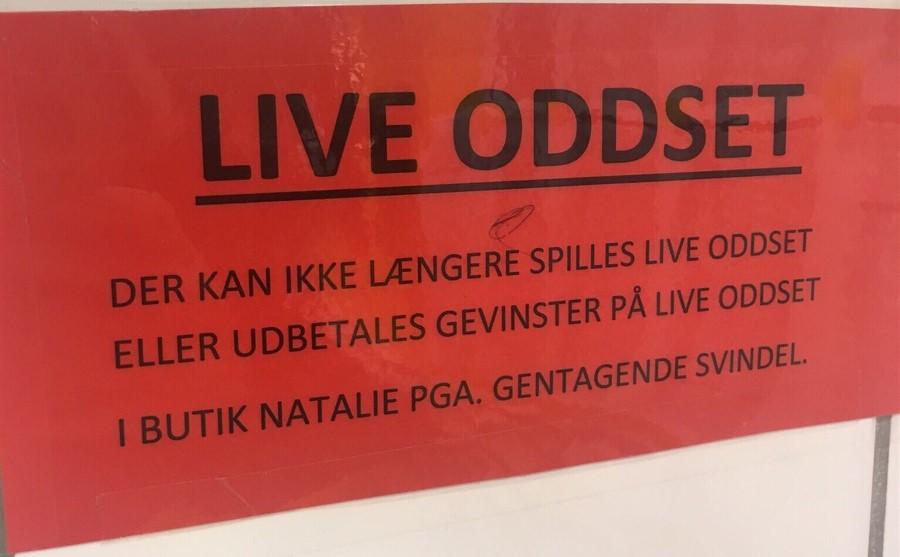 LIVE ODDSET
DER KAN IKKE LÆNGERE SPILLES LIVE ODDSET
ELLER UDBETALES GEVINSTER PÅ LIVE ODDSET
I BUTIK NATALIE PGA. GENTAGENDE SVINDEL.